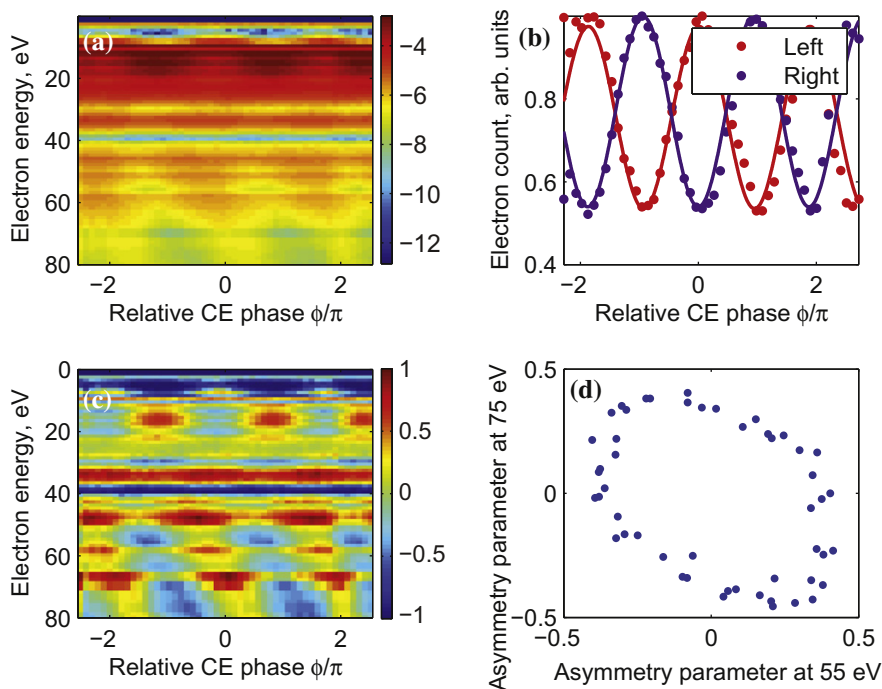 (a)
Electron energy, eV
20
40
60
80
−2
0
2
Relative CE phase ϕ/π
−4
−6
−8
−10
−12
(b)
Electron count, arb. units
0.8
0.6
0.4
−2
0
2
Relative CE phase ϕ/π
Left
Right
(c)
Electron energy, eV
0
20
40
60
80
−2
0
2
Relative CE phase ϕ/π
1
0.5
0
−0.5
−1
(d)
Asymmetry parameter at 75 eV
0.5
0
−0.5
−0.5
0
0.5
Asymmetry parameter at 55 eV